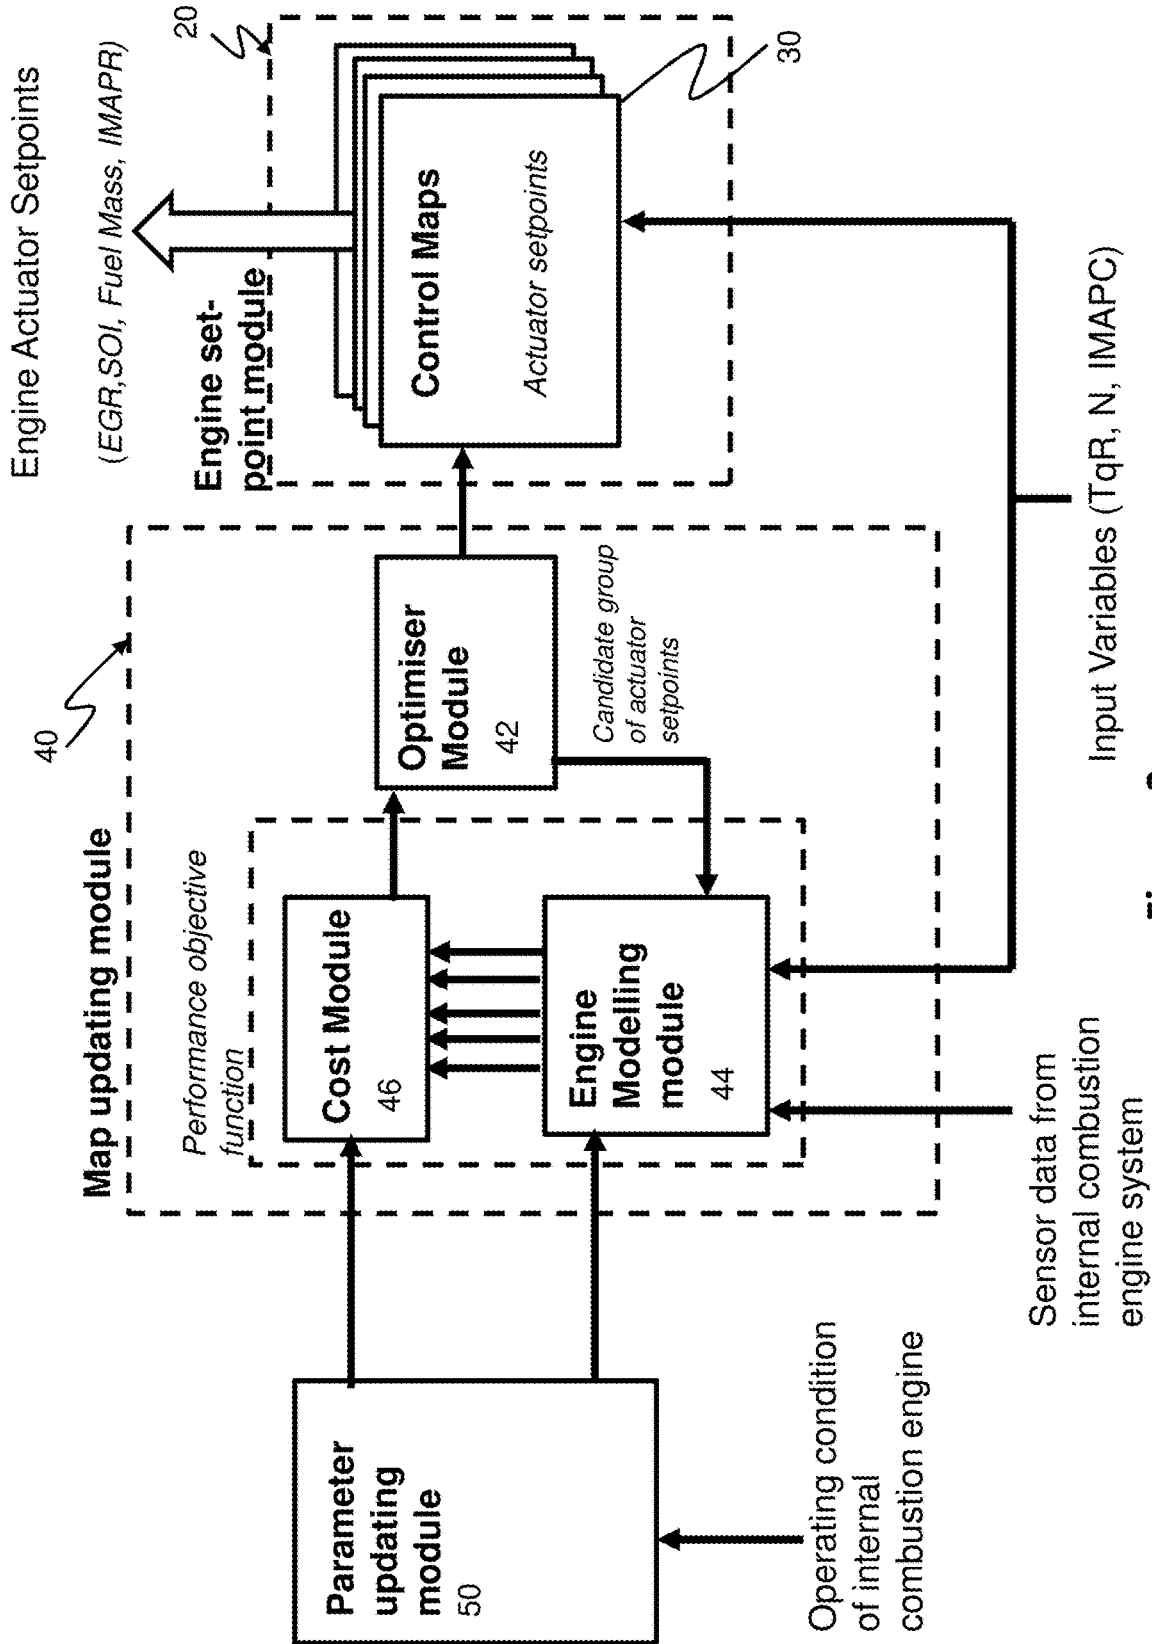 Engine Actuator Setpoints
(EGR,SOI, Fuel Mass, IMAPR)
20
Engine set-
point module
Control Maps
Actuator setpoints
30
40
Map updating module
Optimiser
Module
42
Candidate group
of actuator
setpoints
Performance objective
function
Cost Module
46
Engine
Modelling
module
44
Parameter
updating
module
50
Operating condition
of internal
combustion engine
Sensor data from
internal combustion
engine system
Input Variables (TqR, N, IMAPC)